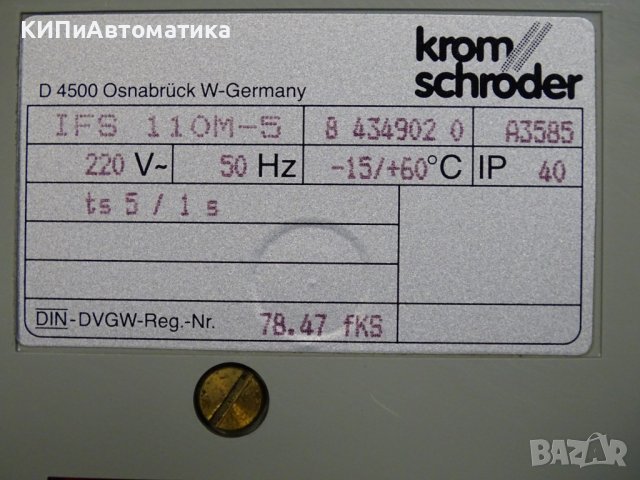 КИПиАвтоматика
krom
schroder
D 4500 Osnabrück W-Germany
IFS 110M-5 8 434902 0 A3585
220 V~ 50 Hz -15/+60°C IP 40
ts 5 / 1 s
DIN-DVGW-Reg.-Nr. 78.47 fKS
BAZAR